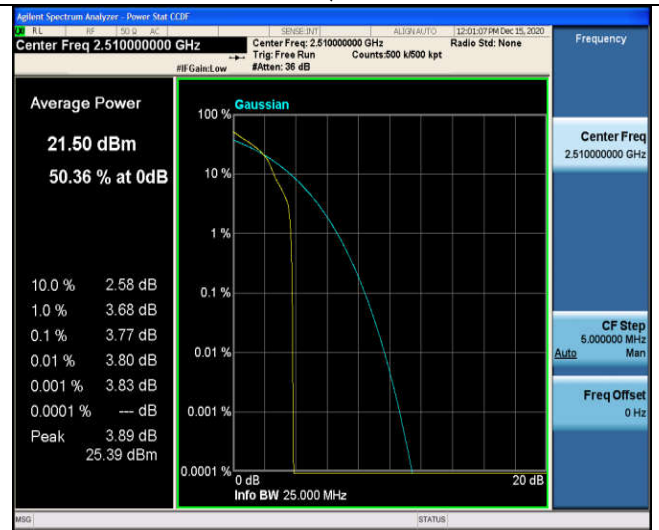 Agilent Spectrum Analyzer - Power Stat CCDF
RL RF 50 Ω AC SENSE:INT ALIGN AUTO 12:01:07 PM Dec 15, 2020
Center Freq 2.510000000 GHz
Center Freq: 2.510000000 GHz Radio Std: None
Trig: Free Run Counts:500 k/500 kpt
#IFGain:Low #Atten: 36 dB
Frequency
Average Power
21.50 dBm
50.36 % at 0dB
10.0 % 2.58 dB
1.0 % 3.68 dB
0.1 % 3.77 dB
0.01 % 3.80 dB
0.001 % 3.83 dB
0.0001 % --- dB
Peak 3.89 dB
25.39 dBm
Gaussian
100 %
10 %
1 %
0.1 %
0.01 %
0.001 %
0.0001 %
0 dB 20 dB
Info BW 25.000 MHz
Center Freq
2.510000000 GHz
CF Step
5.000000 MHz
Auto Man
Freq Offset
0 Hz
MSG STATUS